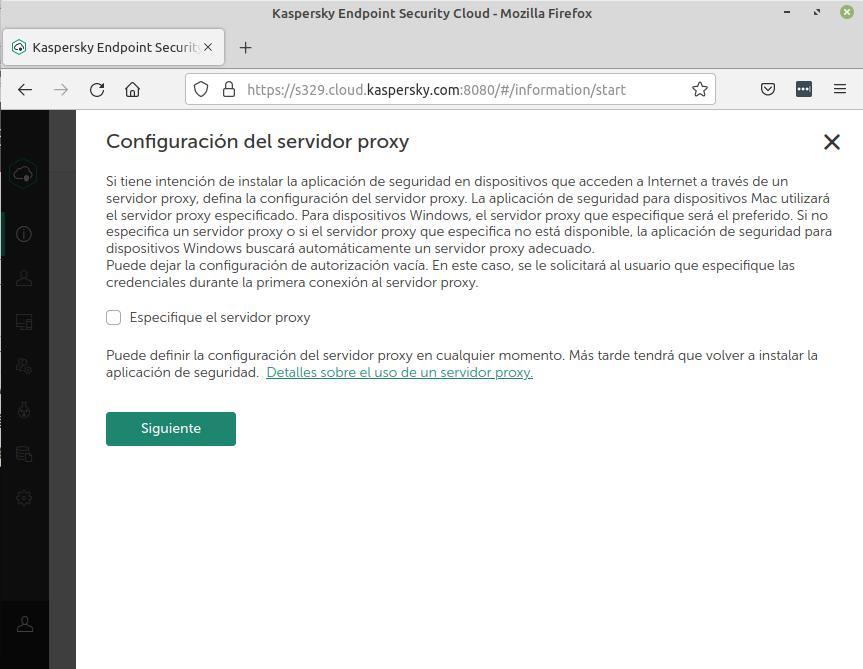 Kaspersky Endpoint Security Cloud - Mozilla Firefox
Kaspersky Endpoint Securit
https://s329.cloud.kaspersky.com:8080/#/information/start
Configuración del servidor proxy
Si tiene intención de instalar la aplicación de seguridad en dispositivos que acceden a Internet a través de un
servidor proxy, defina la configuración del servidor proxy. La aplicación de seguridad para dispositivos Mac utilizará
el servidor proxy especificado. Para dispositivos Windows, el servidor proxy que especifique será el preferido. Si no
especifica un servidor proxy o si el servidor proxy que especifica no está disponible, la aplicación de seguridad para
dispositivos Windows buscará automáticamente un servidor proxy adecuado.
Puede dejar la configuración de autorización vacía. En este caso, se le solicitará al usuario que especifique las
credenciales durante la primera conexión al servidor proxy.
Especifique el servidor proxy
Puede definir la configuración del servidor proxy en cualquier momento. Más tarde tendrá que volver a instalar la
aplicación de seguridad. Detalles sobre el uso de un servidor proxy.
Siguiente